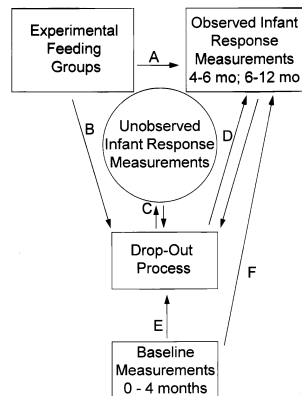 Experimental
Feeding
Groups
A
Observed Infant
Response
Measurements
4-6 mo; 6-12 mo
B
Unobserved
Infant Response
Measurements
D
C
Drop-Out
Process
F
E
Baseline
Measurements
0 - 4 months